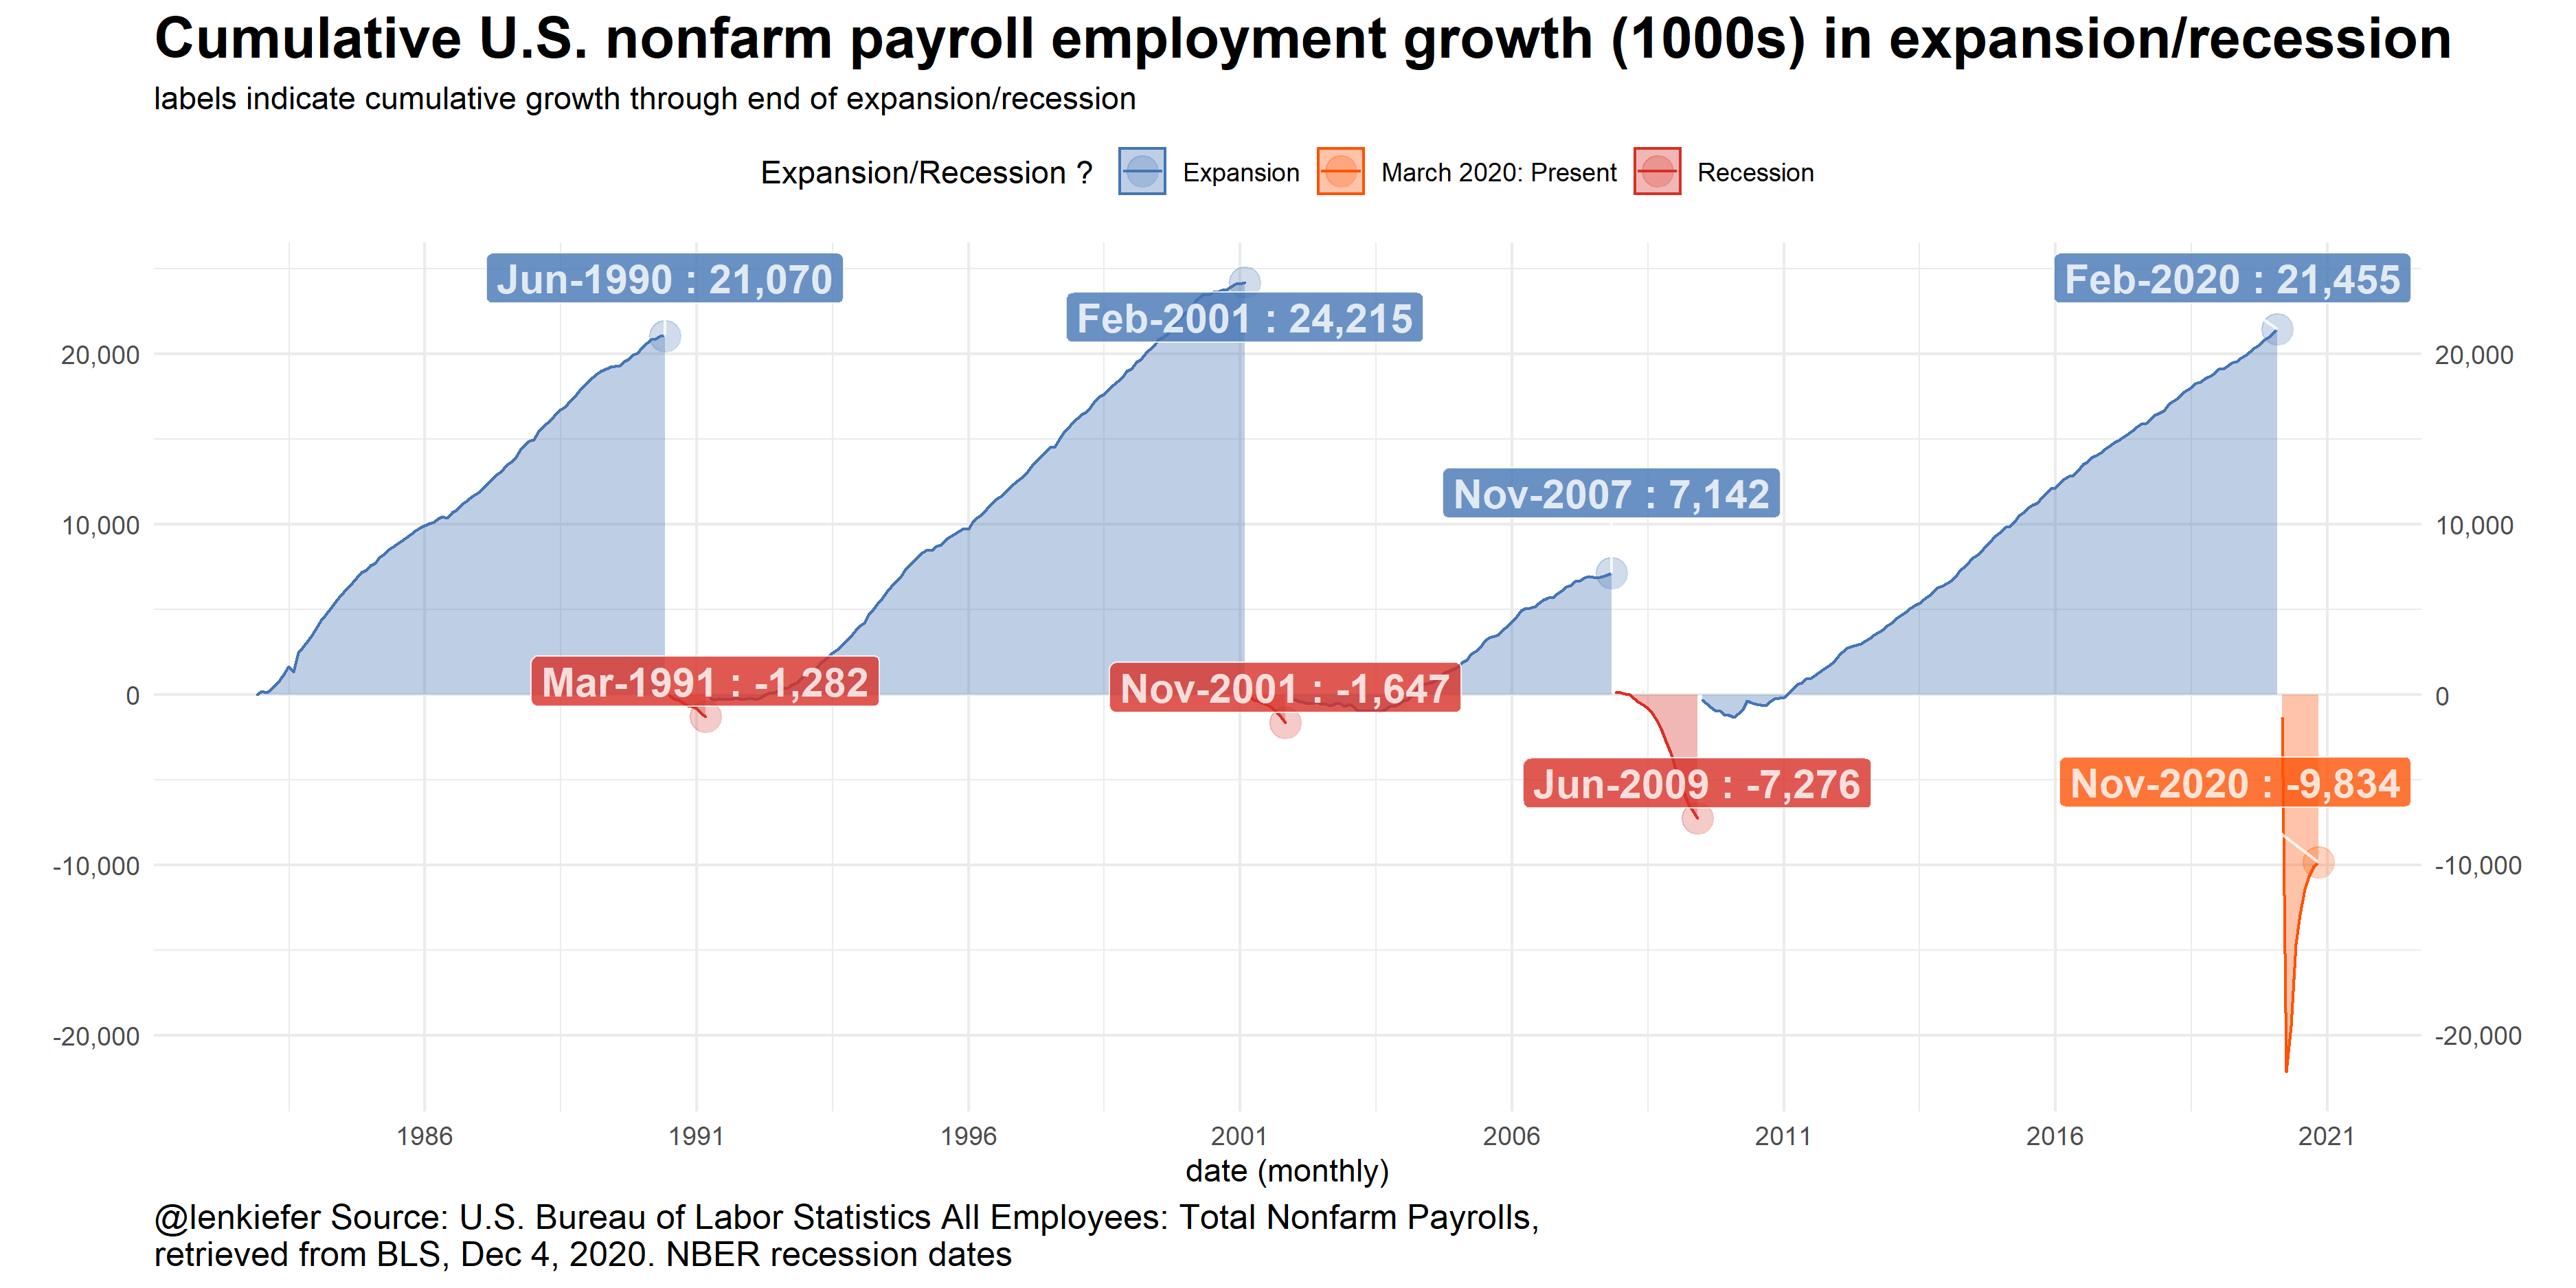 Cumulative U.S. nonfarm payroll employment growth (1000s) in expansion/recession
labels indicate cumulative growth through end of expansion/recession
Expansion/Recession ? Expansion March 2020: Present Recession
Jun-1990 : 21,070
Feb-2001 : 24,215
Feb-2020 : 21,455
Nov-2007 : 7,142
Mar-1991 : -1,282
Nov-2001 : -1,647
Jun-2009 : -7,276
Nov-2020 : -9,834
20,000
10,000
0
-10,000
-20,000
20,000
10,000
0
-10,000
-20,000
1986 1991 1996 2001 2006 2011 2016 2021
date (monthly)
@lenkiefer Source: U.S. Bureau of Labor Statistics All Employees: Total Nonfarm Payrolls,
retrieved from BLS, Dec 4, 2020. NBER recession dates